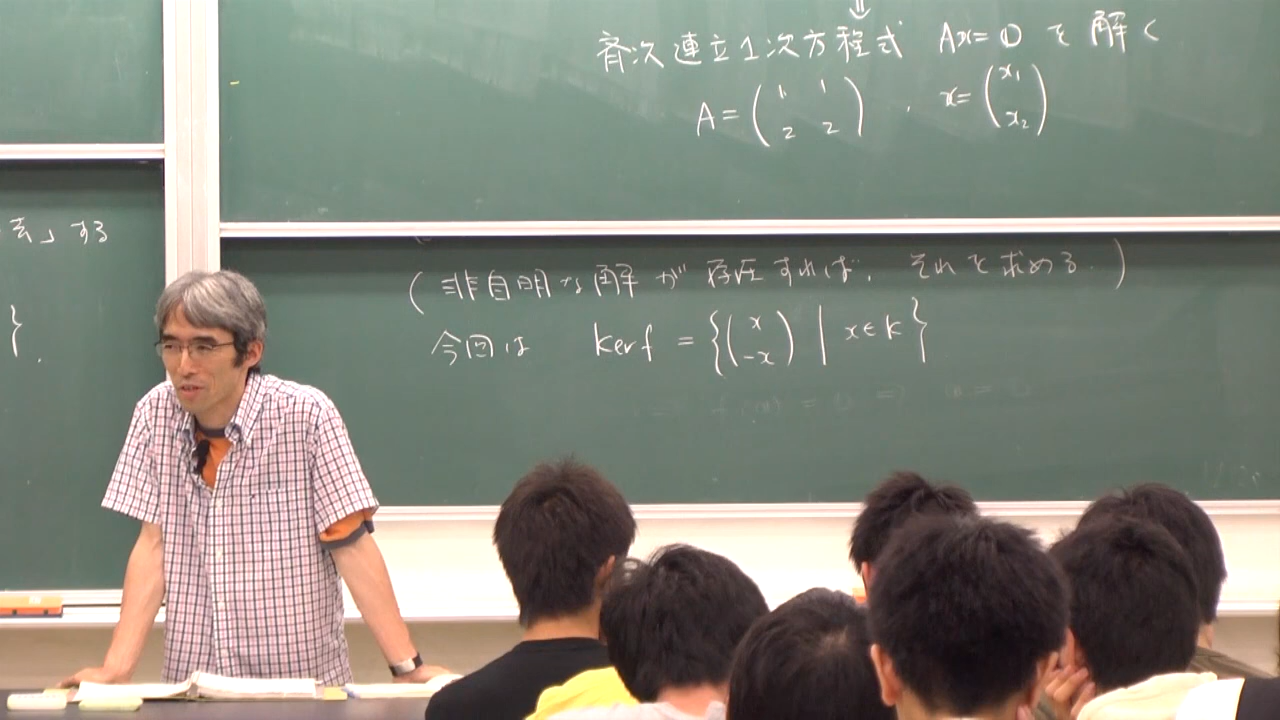 斉次連立1次方程式 Ax=0 を解く
A=(1 1
2 2), x=(x₁
x₂)
」する
}.
(非自明な解が存在すれば、それを求める.)
今回は Ker f = {(x
-x) | x∈K}